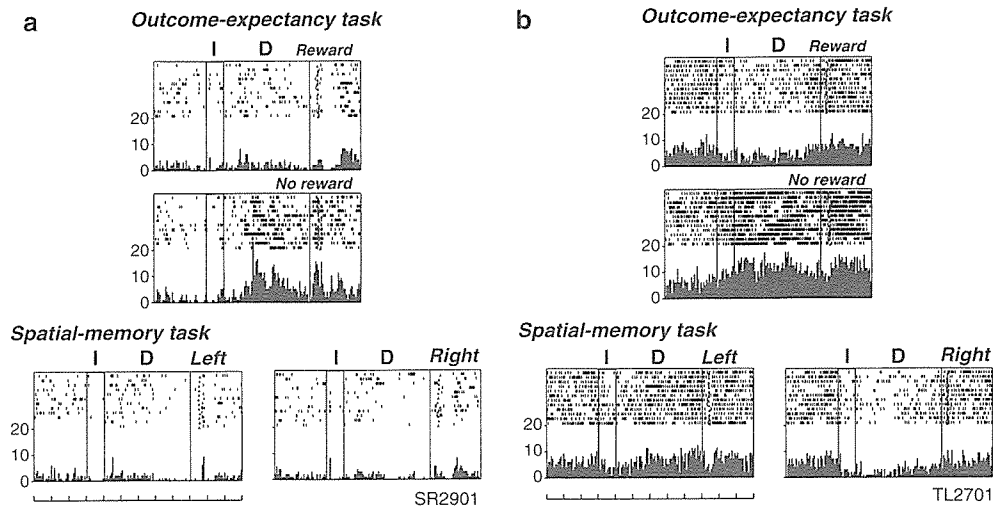 a
Outcome-expectancy task
I D Reward
20
10
0
No reward
20
10
0
Spatial-memory task
I D Left
20
10
0
I D Right
SR2901
b
Outcome-expectancy task
I D Reward
20
10
0
No reward
20
10
0
Spatial-memory task
I D Left
20
10
0
I D Right
TL2701